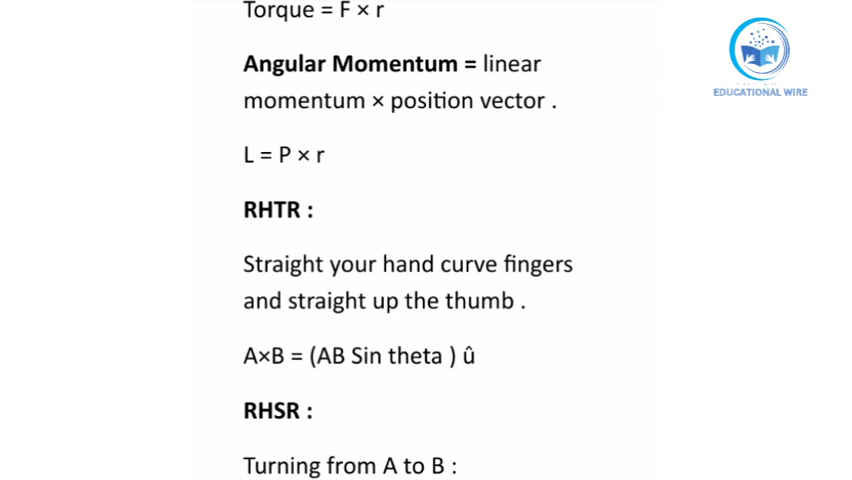 Torque = F × r
Angular Momentum = linear
momentum × position vector .
L = P × r
RHTR :
Straight your hand curve fingers
and straight up the thumb .
A×B = (AB Sin theta ) û
RHSR :
Turning from A to B :
EDUCATIONAL WIRE